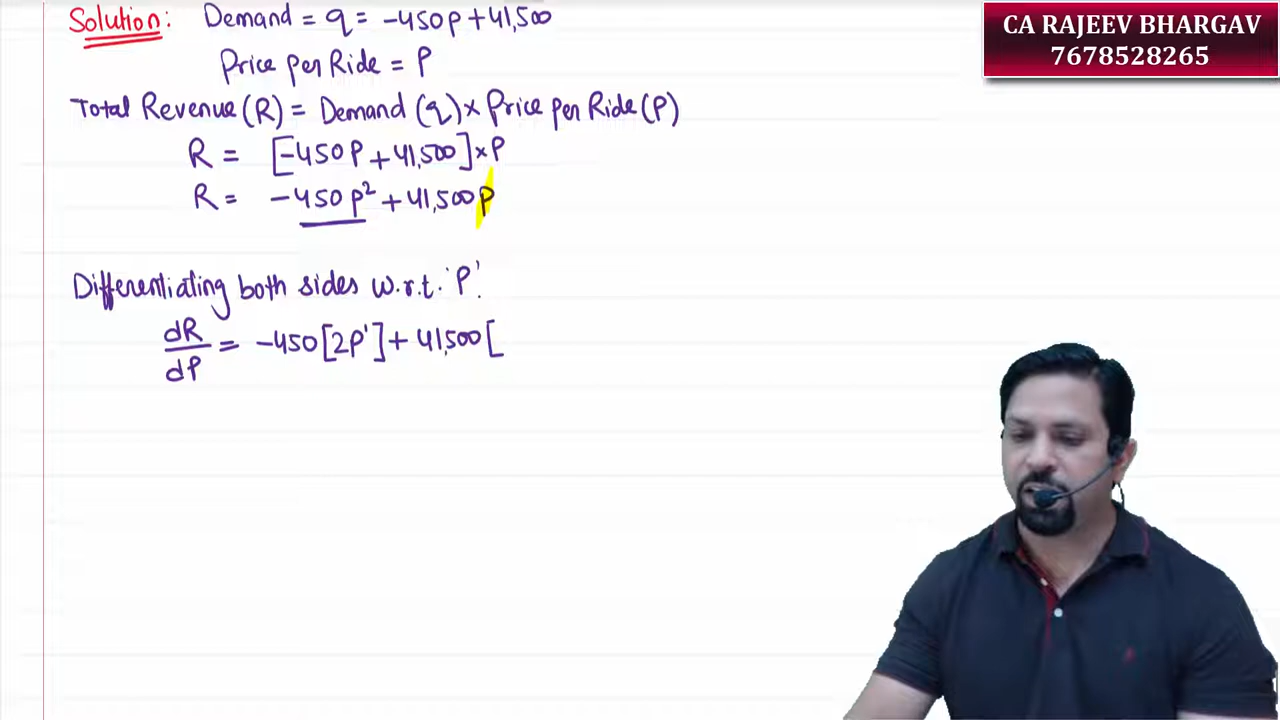 Solution: Demand = q = -450p + 41,500
CA RAJEEV BHARGAV
7678528265
Price per Ride = P
Total Revenue (R) = Demand (q) × Price per Ride (P)
R = [-450P + 41,500] × P
R = -450p² + 41,500p
Differentiating both sides w.r.t. 'P'.
dR/dP = -450[2P¹] + 41,500[